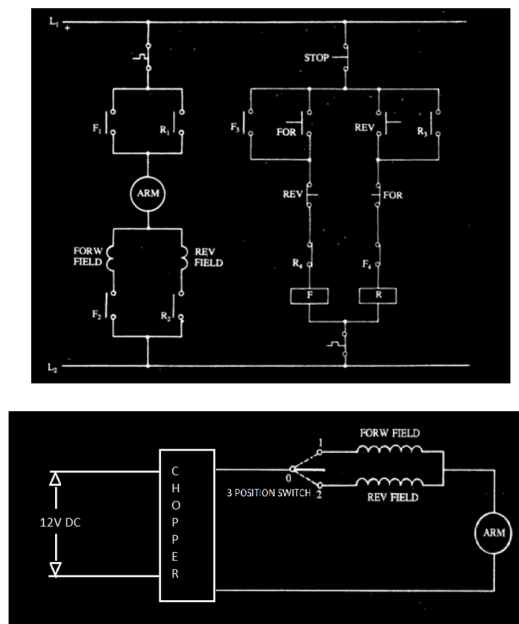 L1
+
STOP
F1
R1
F3
FOR
REV
R3
ARM
REV
FOR
FORW
FIELD
REV
FIELD
R4
F4
F2
R2
F
R
L2
CHOPPER
12V DC
3 POSITION SWITCH
0
1
2
FORW FIELD
REV FIELD
ARM